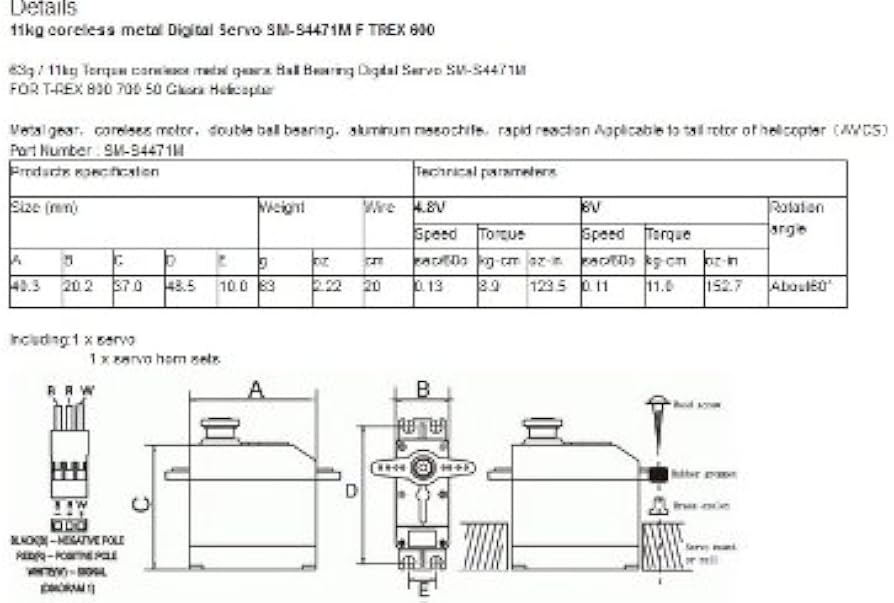 Details
11kg coreless metal Digital Servo SM-S4471M F TREX 600
63g / 11kg Torque coreless metal gears Ball Bearing Digital Servo SM-S4471M
FOR T-REX 600 700 50 Class Helicopter
Metal gear, coreless motor, double ball bearing, aluminum mesochite, rapid reaction Applicable to tail rotor of helicopter (AVCS)
Part Number : SM-S4471M
Products specification Technical parameters
Size (mm) Weight Wire 4.8V 6V Rotation angle
Speed Torque Speed Torque
A B C D E g oz cm sec/60o kg-cm oz-in sec/60o kg-cm oz-in
40.3 20.2 37.0 48.5 10.0 63 2.22 20 0.13 8.9 123.5 0.11 11.0 152.7 About60°
Including:1 x servo
1 x servo horn sets
B R W
A
B
C
D
E
Rubber grommet
Brass eyelet
Servo mount
or rail
B R W
BLACK(B) – NEGATIVE POLE
RED(R) – POSITIVE POLE
WHITE(W) – SIGNAL
(DIAGRAM 1)